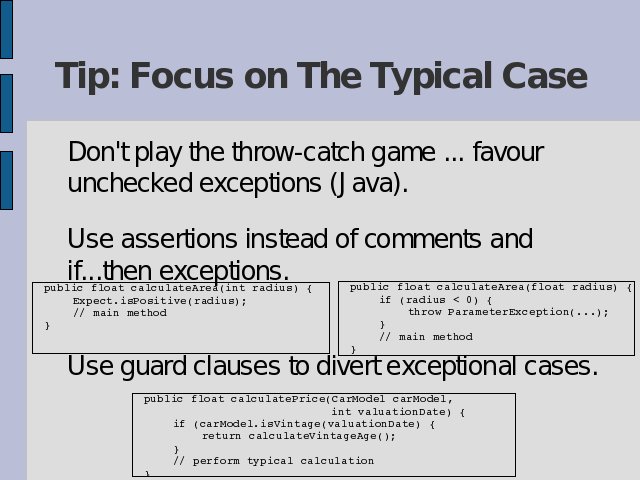 Tip: Focus on The Typical Case
Don't play the throw-catch game ... favour
unchecked exceptions (Java).
Use assertions instead of comments and
if...then exceptions.
public float calculateArea(int radius) {
Expect.isPositive(radius);
// main method
}
public float calculateArea(float radius) {
if (radius < 0) {
throw ParameterException(...);
}
// main method
}
Use guard clauses to divert exceptional cases.
public float calculatePrice(CarModel carModel,
int valuationDate) {
if (carModel.isVintage(valuationDate) {
return calculateVintageAge();
}
// perform typical calculation
}